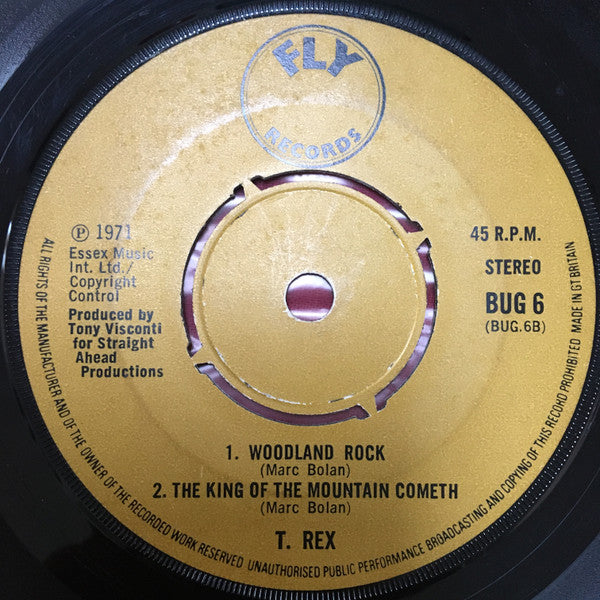 FLY
RECORDS
℗ 1971
Essex Music
Int. Ltd./
Copyright
Control
Produced by
Tony Visconti
for Straight
Ahead
Productions
45 R.P.M.
STEREO
BUG 6
(BUG.6B)
1. WOODLAND ROCK
(Marc Bolan)
2. THE KING OF THE MOUNTAIN COMETH
(Marc Bolan)
T. REX
ALL RIGHTS OF THE MANUFACTURER AND OF THE OWNER OF THE RECORDED WORK RESERVED UNAUTHORISED PUBLIC PERFORMANCE BROADCASTING AND COPYING OF THIS RECORD PROHIBITED MADE IN GT BRITAIN